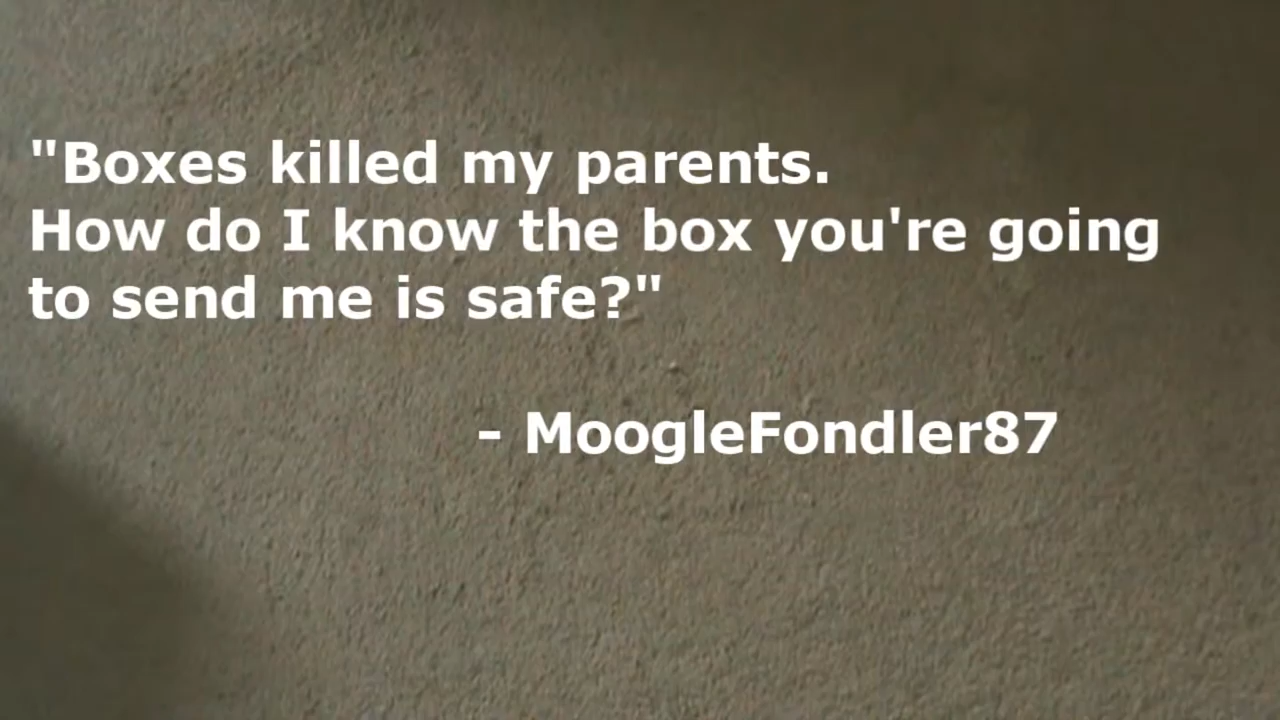 "Boxes killed my parents.
How do I know the box you're going
to send me is safe?"
- MoogleFondler87